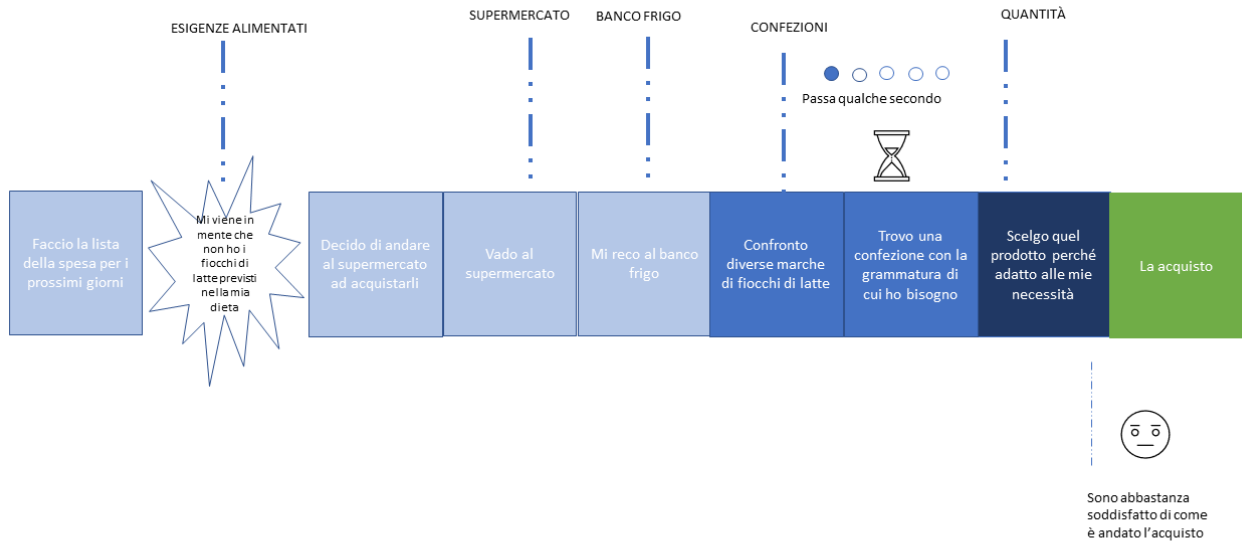 ESIGENZE ALIMENTATI
SUPERMERCATO
BANCO FRIGO
CONFEZIONI
QUANTITÀ
Passa qualche secondo
Faccio la lista
della spesa per i
prossimi giorni
Mi viene in
mente che
non ho i
fiocchi di
latte previsti
nella mia
dieta
Decido di andare
al supermercato
ad acquistarli
Vado al
supermercato
Mi reco al banco
frigo
Confronto
diverse marche
di fiocchi di latte
Trovo una
confezione con la
grammatura di
cui ho bisogno
Scelgo quel
prodotto perché
adatto alle mie
necessità
La acquisto
Sono abbastanza
soddisfatto di come
è andato l'acquisto